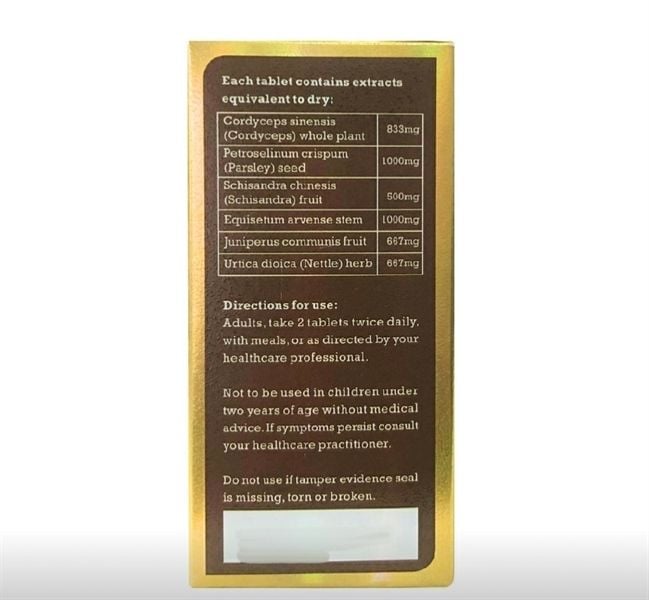 Each tablet contains extracts
equivalent to dry:
Cordyceps sinensis
(Cordyceps) whole plant 833mg
Petroselinum crispum
(Parsley) seed 1000mg
Schisandra chinesis
(Schisandra) fruit 500mg
Equisetum arvense stem 1000mg
Juniperus communis fruit 667mg
Urtica dioica (Nettle) herb 667mg
Directions for use:
Adults, take 2 tablets twice daily,
with meals, or as directed by your
healthcare professional.
Not to be used in children under
two years of age without medical
advice. If symptoms persist consult
your healthcare practitioner.
Do not use if tamper evidence seal
is missing, torn or broken.